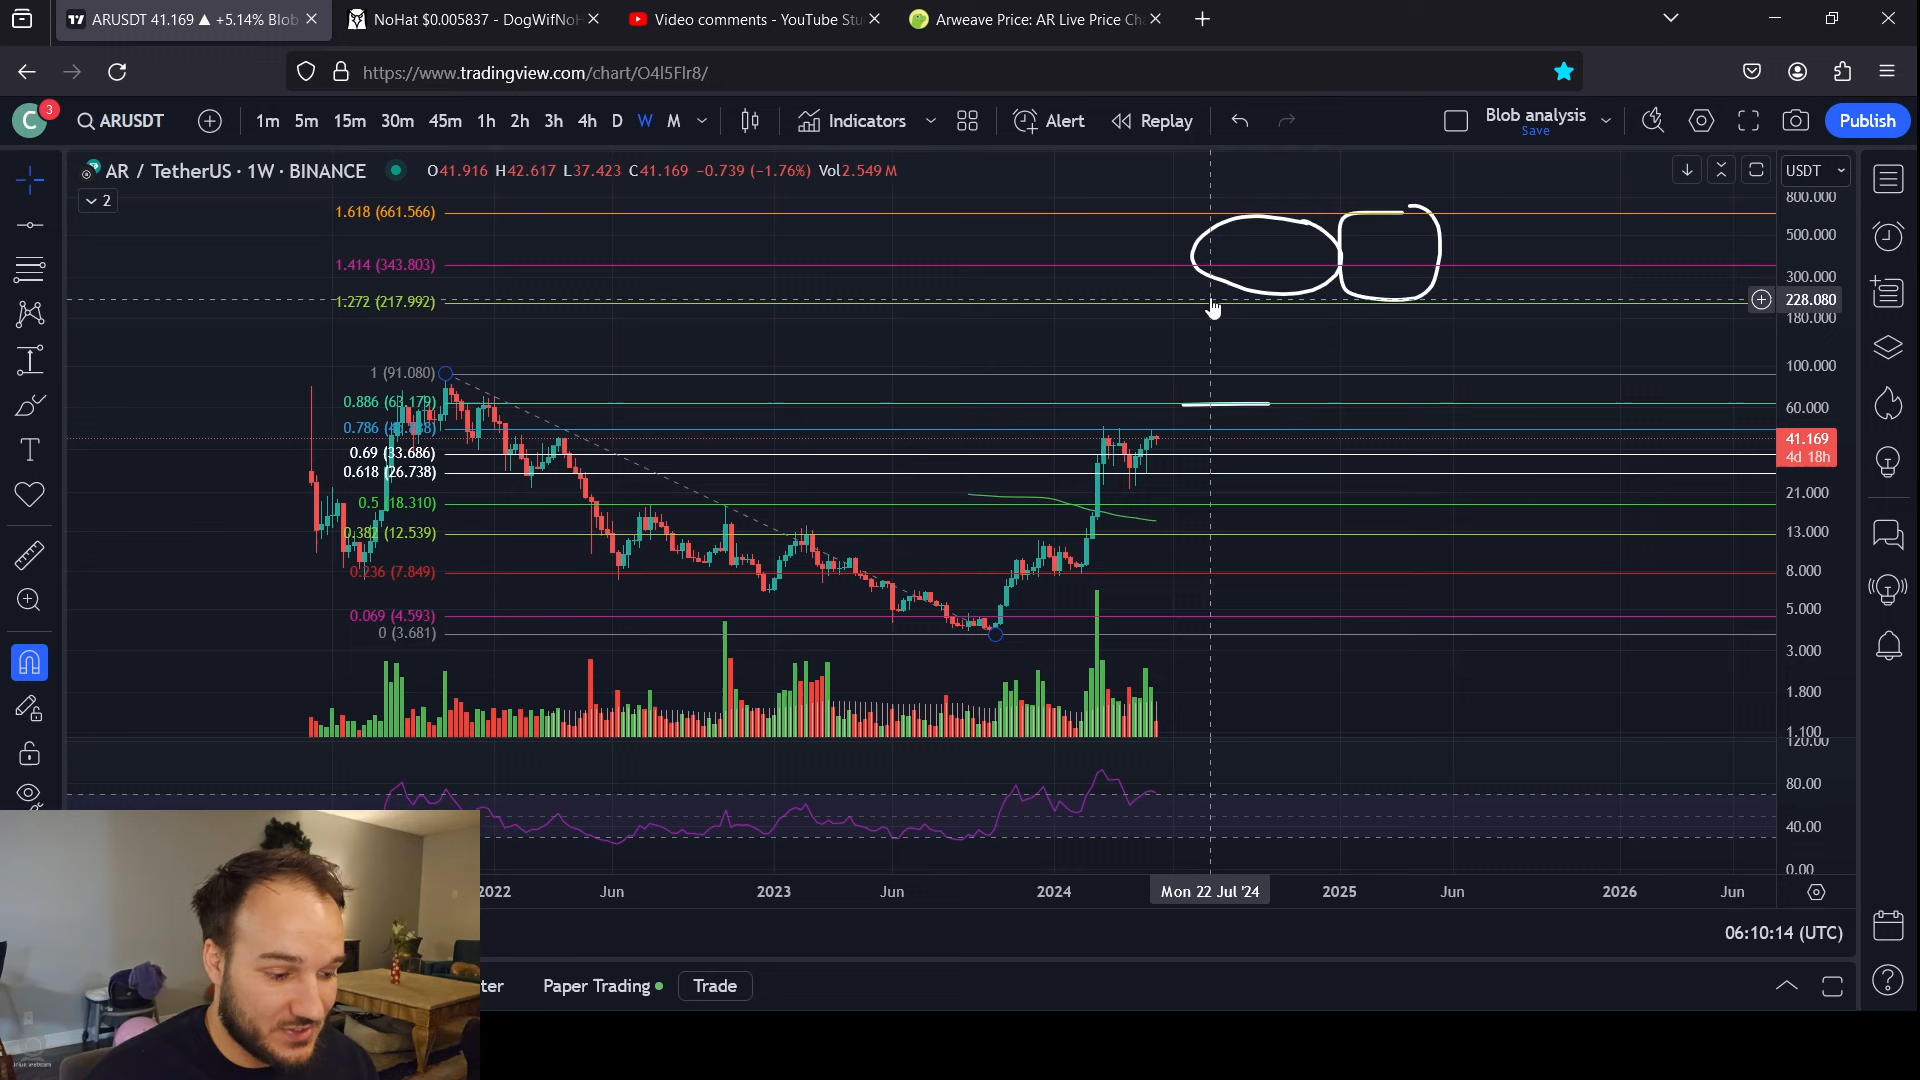 ARUSDT 41.169 ▲ +5.14% Blob
NoHat $0.005837 - DogWifNoH
Video comments - YouTube Stu
Arweave Price: AR Live Price Ch
https://www.tradingview.com/chart/O4l5FIr8/
C
3
ARUSDT
1m 5m 15m 30m 45m 1h 2h 3h 4h D W M
Indicators
Alert
Replay
Blob analysis
Save
Publish
AR / TetherUS · 1W · BINANCE
O41.916 H42.617 L37.423 C41.169 -0.739 (-1.76%) Vol2.549 M
USDT
2
800.000
1.618 (661.566)
500.000
1.414 (343.803)
300.000
1.272 (217.992)
228.080
180.000
1 (91.080)
100.000
0.886 (63.179)
60.000
0.786
41.169
4d 18h
0.69 (33.686)
0.618 (26.738)
21.000
0.5 (18.310)
0.382 (12.539)
13.000
0.236 (7.849)
8.000
0.069 (4.593)
5.000
0 (3.681)
3.000
1.800
1.100
120.00
80.00
40.00
0.00
2022 Jun 2023 Jun 2024 Mon 22 Jul '24 2025 Jun 2026 Jun
06:10:14 (UTC)
ter
Paper Trading
Trade